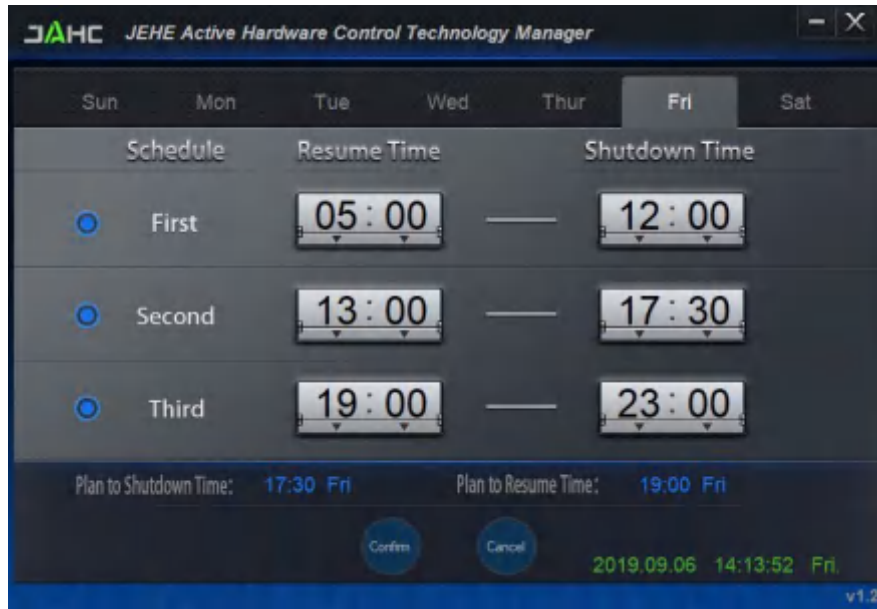 JAHC JEHE Active Hardware Control Technology Manager
Sun Mon Tue Wed Thur Fri Sat
Schedule Resume Time Shutdown Time
First 05:00 12:00
Second 13:00 17:30
Third 19:00 23:00
Plan to Shutdown Time: 17:30 Fri Plan to Resume Time: 19:00 Fri
Confirm Cancel
2019.09.06 14:13:52 Fri.
v1.2